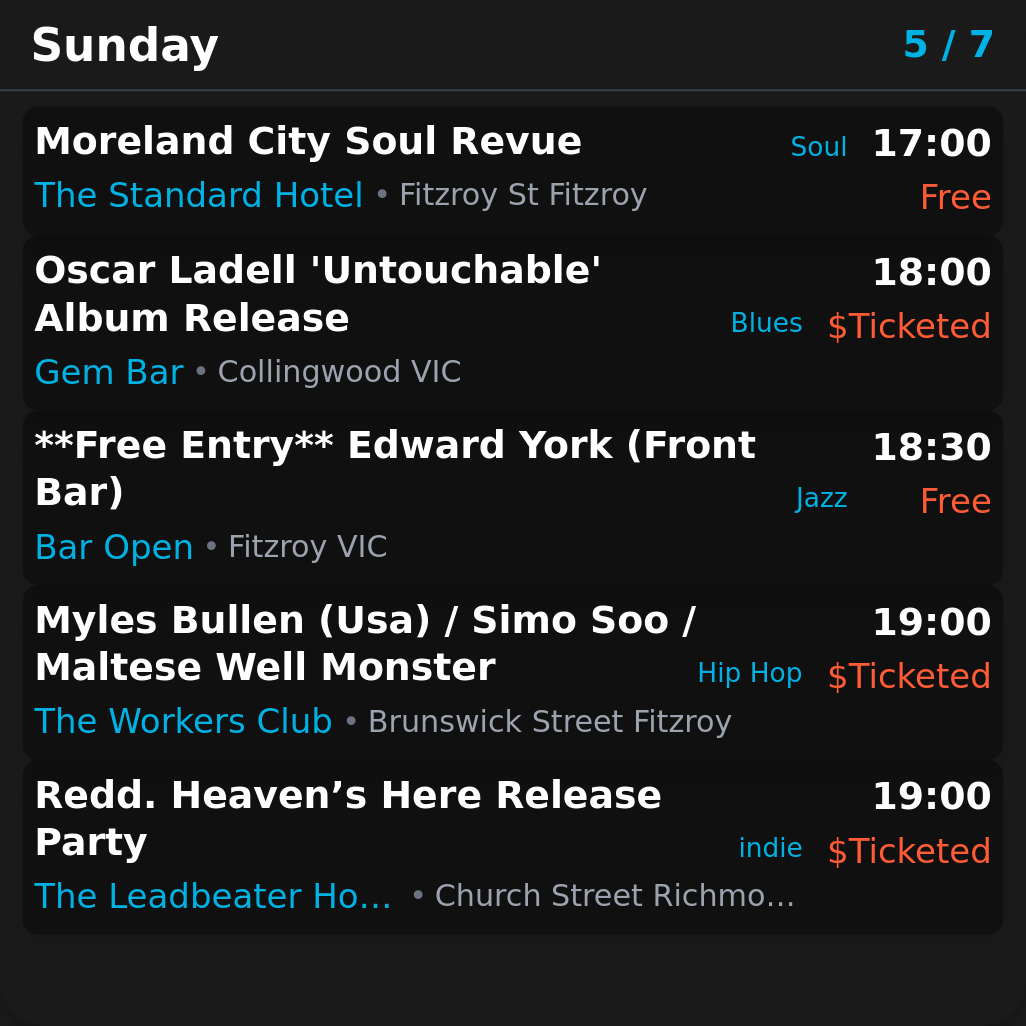 Sunday
5 / 7
Moreland City Soul Revue
Soul
17:00
The Standard Hotel • Fitzroy St Fitzroy
Free
Oscar Ladell 'Untouchable'
Album Release
Blues
18:00
$Ticketed
Gem Bar • Collingwood VIC
**Free Entry** Edward York (Front
Bar)
Jazz
18:30
Free
Bar Open • Fitzroy VIC
Myles Bullen (Usa) / Simo Soo /
Maltese Well Monster
Hip Hop
19:00
$Ticketed
The Workers Club • Brunswick Street Fitzroy
Redd. Heaven’s Here Release
Party
indie
19:00
$Ticketed
The Leadbeater Ho… • Church Street Richmo…